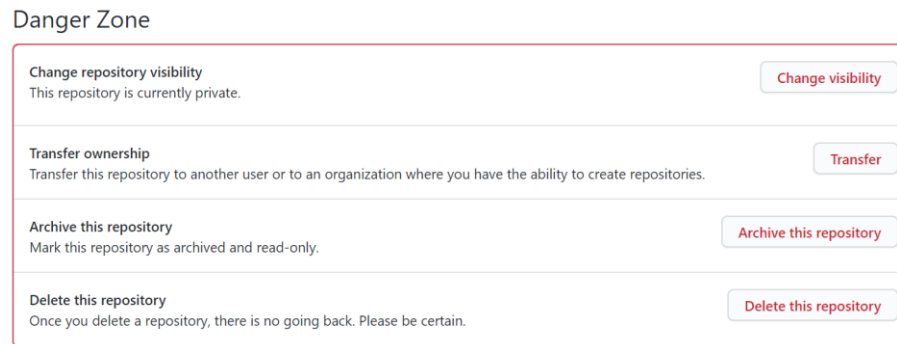 Danger Zone
Change repository visibility
This repository is currently private.
Change visibility
Transfer ownership
Transfer this repository to another user or to an organization where you have the ability to create repositories.
Transfer
Archive this repository
Mark this repository as archived and read-only.
Archive this repository
Delete this repository
Once you delete a repository, there is no going back. Please be certain.
Delete this repository